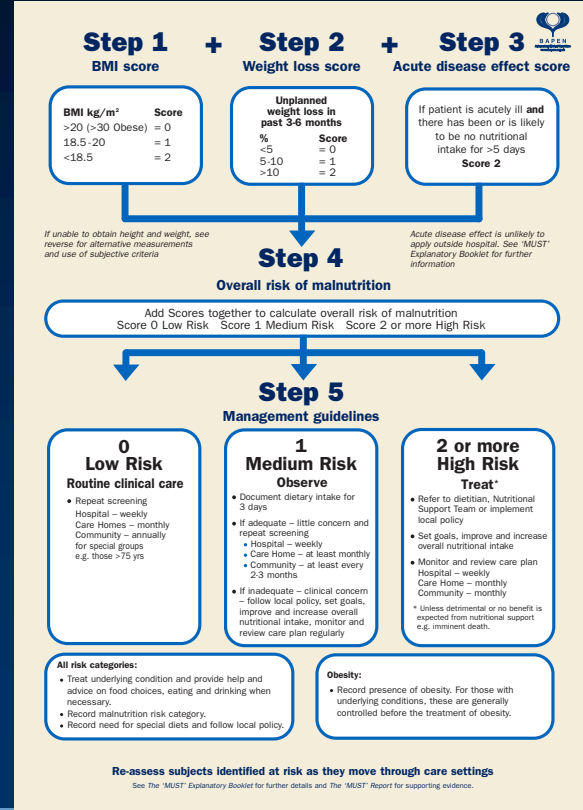 Step 1 + Step 2 + Step 3
BAPEN
BMI score
Weight loss score
Acute disease effect score
BMI kg/m² Score
>20 (>30 Obese) = 0
18.5-20 = 1
<18.5 = 2
Unplanned
weight loss in
past 3-6 months
% Score
<5 = 0
5-10 = 1
>10 = 2
If patient is acutely ill and
there has been or is likely
to be no nutritional
intake for >5 days
Score 2
If unable to obtain height and weight, see
reverse for alternative measurements
and use of subjective criteria
Acute disease effect is unlikely to
apply outside hospital. See ‘MUST’
Explanatory Booklet for further
information
Step 4
Overall risk of malnutrition
Add Scores together to calculate overall risk of malnutrition
Score 0 Low Risk Score 1 Medium Risk Score 2 or more High Risk
Step 5
Management guidelines
0
Low Risk
Routine clinical care
• Repeat screening
Hospital – weekly
Care Homes – monthly
Community – annually
for special groups
e.g. those >75 yrs
1
Medium Risk
Observe
• Document dietary intake for
3 days
• If adequate – little concern and
repeat screening
• Hospital – weekly
• Care Home – at least monthly
• Community – at least every
2-3 months
• If inadequate – clinical concern
– follow local policy, set goals,
improve and increase overall
nutritional intake, monitor and
review care plan regularly
2 or more
High Risk
Treat*
• Refer to dietitian, Nutritional
Support Team or implement
local policy
• Set goals, improve and increase
overall nutritional intake
• Monitor and review care plan
Hospital – weekly
Care Home – monthly
Community – monthly
* Unless detrimental or no benefit is
expected from nutritional support
e.g. imminent death.
All risk categories:
• Treat underlying condition and provide help and
advice on food choices, eating and drinking when
necessary.
• Record malnutrition risk category.
• Record need for special diets and follow local policy.
Obesity:
• Record presence of obesity. For those with
underlying conditions, these are generally
controlled before the treatment of obesity.
Re-assess subjects identified at risk as they move through care settings
See The ‘MUST’ Explanatory Booklet for further details and The ‘MUST’ Report for supporting evidence.